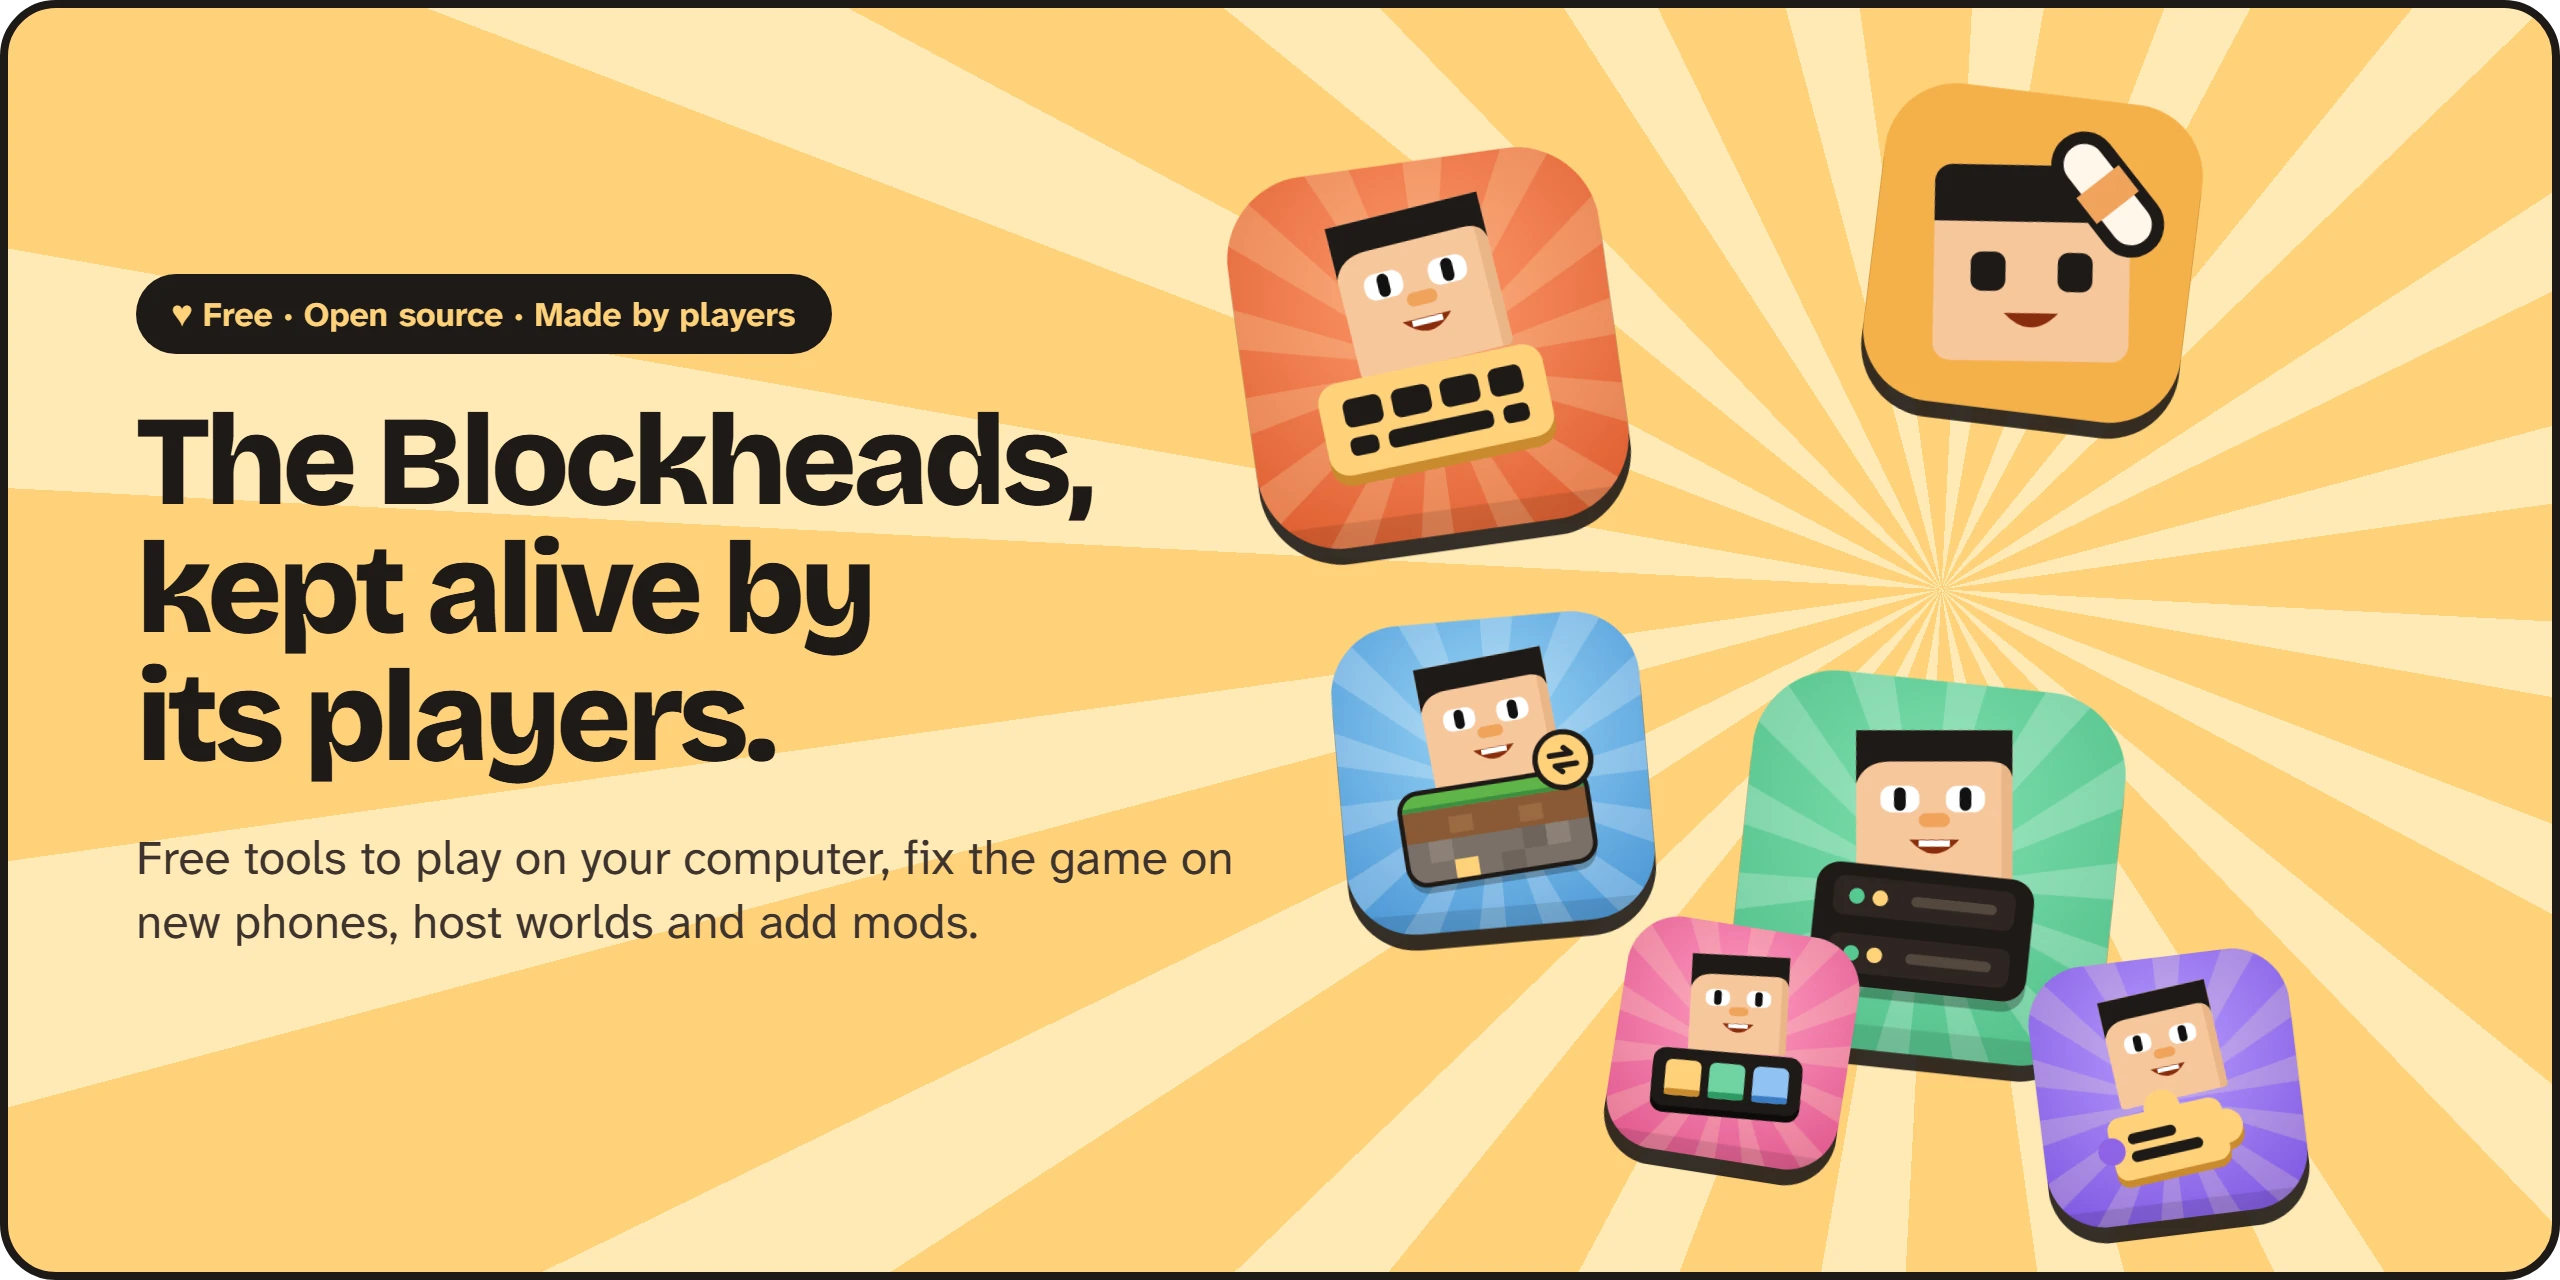 ♥ Free · Open source · Made by players
The Blockheads,
kept alive by
its players.
Free tools to play on your computer, fix the game on
new phones, host worlds and add mods.